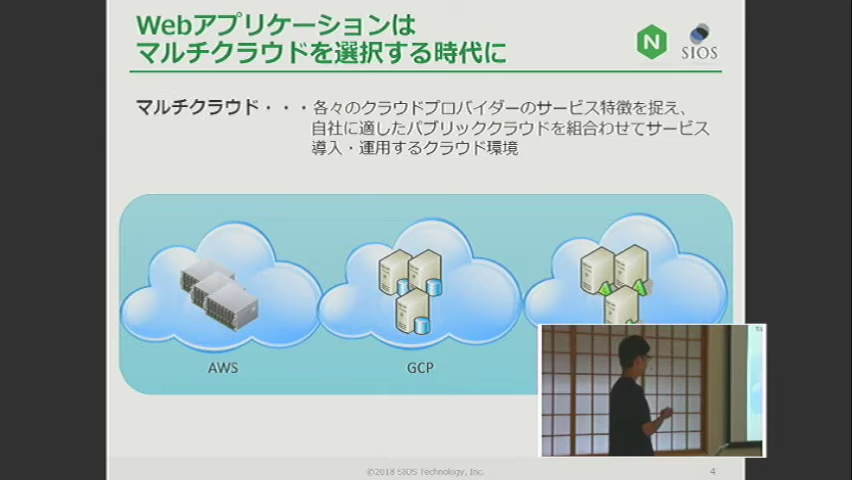 Webアプリケーションは
マルチクラウドを選択する時代に
N
SIOS
マルチクラウド・・・各々のクラウドプロバイダーのサービス特徴を捉え、
自社に適したパブリッククラウドを組合わせてサービス
導入・運用するクラウド環境
AWS
GCP
©2018 SIOS Technology, Inc.
4